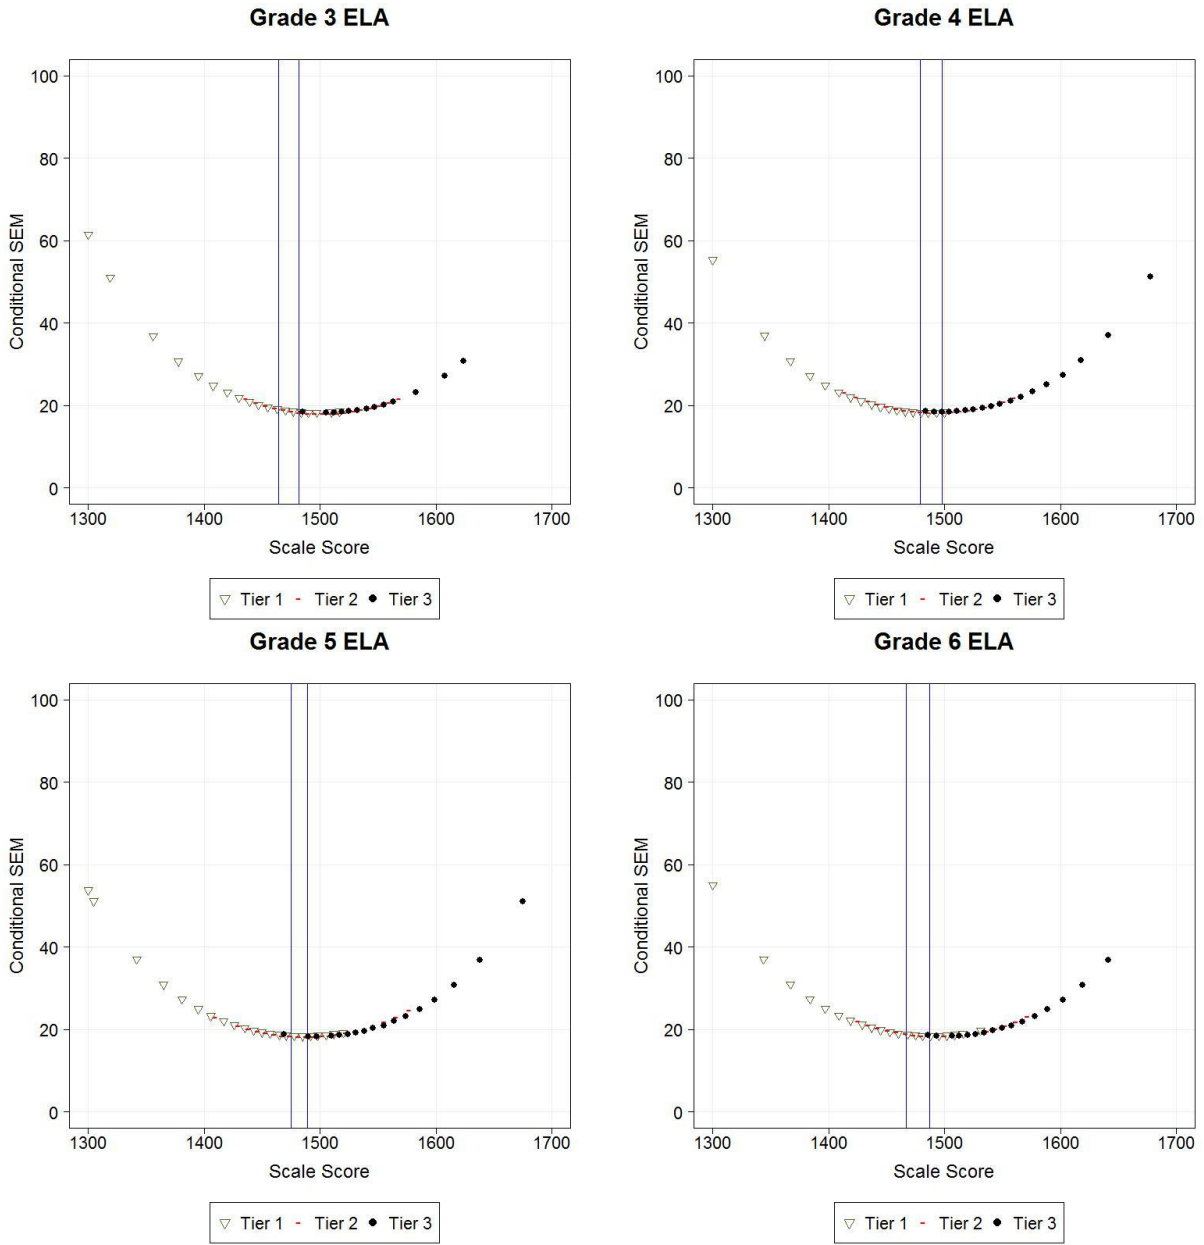 Grade 3 ELA
100
80
60
40
20
0
Conditional SEM
1300 1400 1500 1600 1700
Scale Score
Tier 1 Tier 2 Tier 3
Grade 4 ELA
100
80
60
40
20
0
Conditional SEM
1300 1400 1500 1600 1700
Scale Score
Tier 1 Tier 2 Tier 3
Grade 5 ELA
100
80
60
40
20
0
Conditional SEM
1300 1400 1500 1600 1700
Scale Score
Tier 1 Tier 2 Tier 3
Grade 6 ELA
100
80
60
40
20
0
Conditional SEM
1300 1400 1500 1600 1700
Scale Score
Tier 1 Tier 2 Tier 3